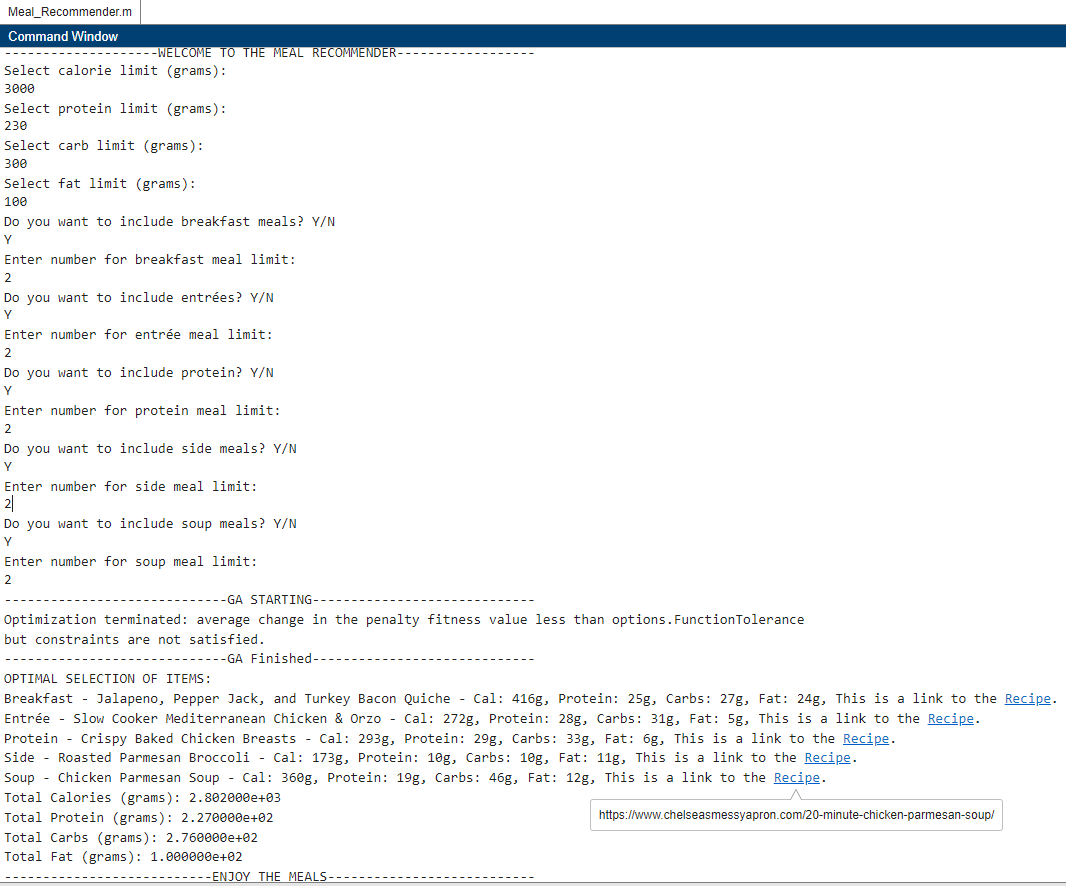 Meal_Recommender.m
Command Window
--------------------WELCOME TO THE MEAL RECOMMENDER------------------
Select calorie limit (grams):
3000
Select protein limit (grams):
230
Select carb limit (grams):
300
Select fat limit (grams):
100
Do you want to include breakfast meals? Y/N
Y
Enter number for breakfast meal limit:
2
Do you want to include entrées? Y/N
Y
Enter number for entrée meal limit:
2
Do you want to include protein? Y/N
Y
Enter number for protein meal limit:
2
Do you want to include side meals? Y/N
Y
Enter number for side meal limit:
2
Do you want to include soup meals? Y/N
Y
Enter number for soup meal limit:
2
-----------------------------GA STARTING-----------------------------
Optimization terminated: average change in the penalty fitness value less than options.FunctionTolerance
but constraints are not satisfied.
-----------------------------GA Finished-----------------------------
OPTIMAL SELECTION OF ITEMS:
Breakfast - Jalapeno, Pepper Jack, and Turkey Bacon Quiche - Cal: 416g, Protein: 25g, Carbs: 27g, Fat: 24g, This is a link to the Recipe.
Entrée - Slow Cooker Mediterranean Chicken & Orzo - Cal: 272g, Protein: 28g, Carbs: 31g, Fat: 5g, This is a link to the Recipe.
Protein - Crispy Baked Chicken Breasts - Cal: 293g, Protein: 29g, Carbs: 33g, Fat: 6g, This is a link to the Recipe.
Side - Roasted Parmesan Broccoli - Cal: 173g, Protein: 10g, Carbs: 10g, Fat: 11g, This is a link to the Recipe.
Soup - Chicken Parmesan Soup - Cal: 360g, Protein: 19g, Carbs: 46g, Fat: 12g, This is a link to the Recipe.
Total Calories (grams): 2.802000e+03
https://www.chelseasmessyapron.com/20-minute-chicken-parmesan-soup/
Total Protein (grams): 2.270000e+02
Total Carbs (grams): 2.760000e+02
Total Fat (grams): 1.000000e+02
---------------------------ENJOY THE MEALS---------------------------